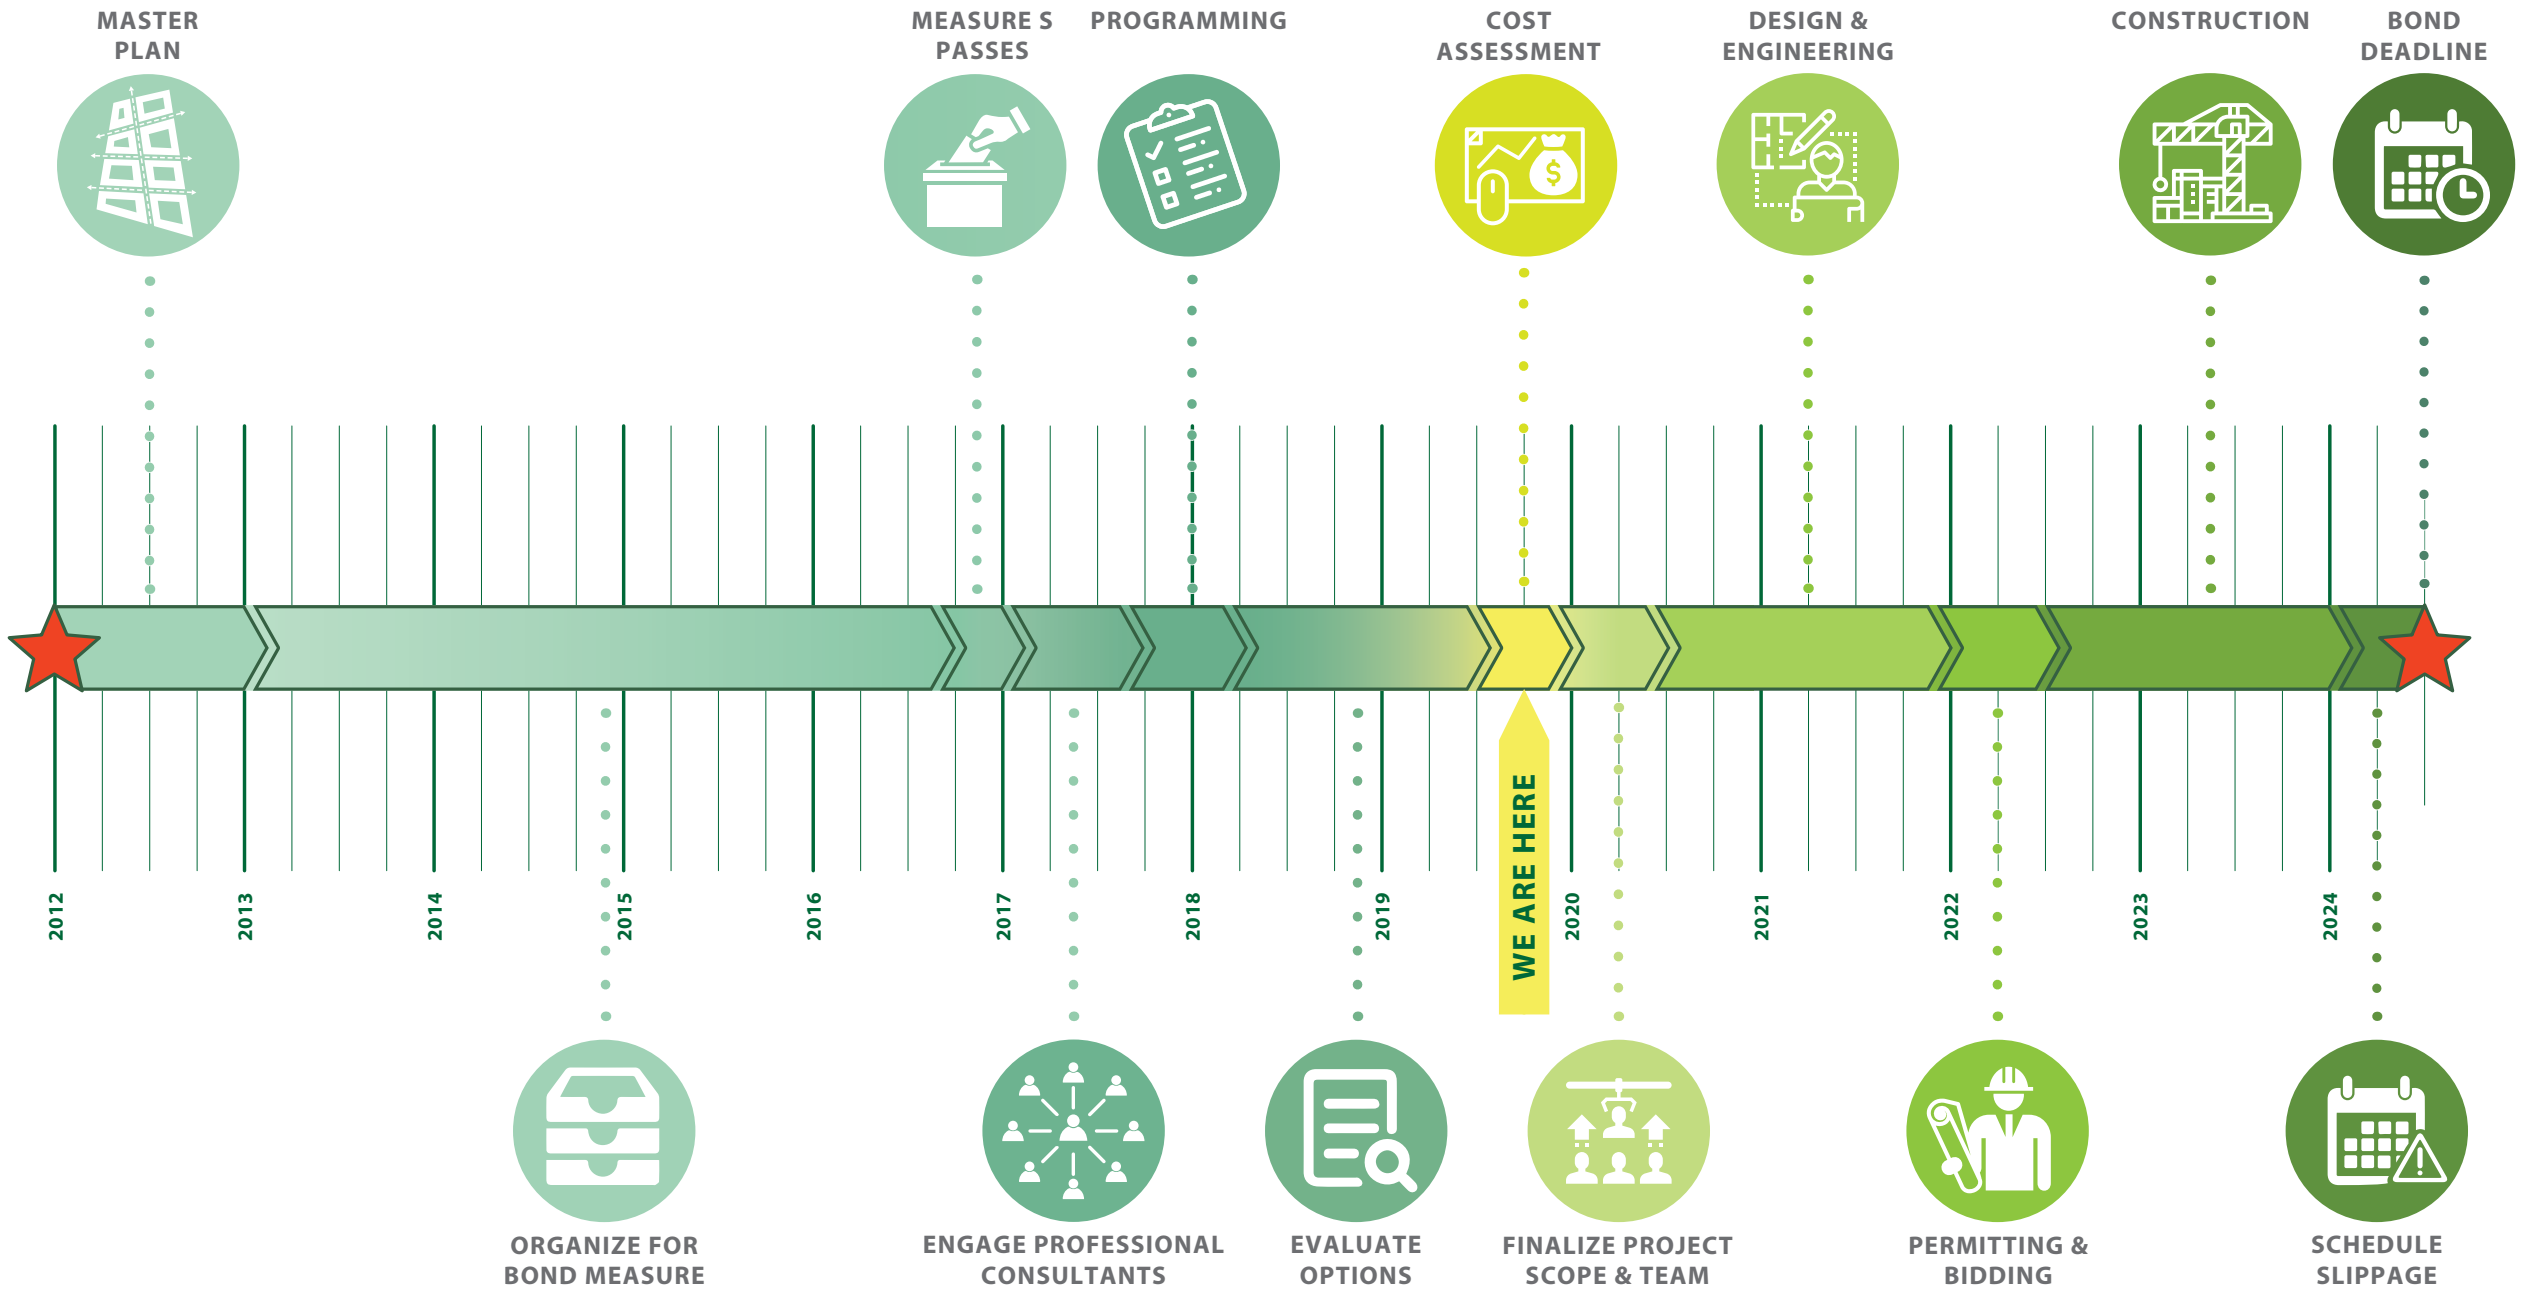 MASTER
PLAN
MEASURE S
PASSES
PROGRAMMING
COST
ASSESSMENT
DESIGN &
ENGINEERING
CONSTRUCTION
BOND
DEADLINE
$
2012
2013
2014
2015
2016
2017
2018
2019
2020
2021
2022
2023
2024
WE ARE HERE
ORGANIZE FOR
BOND MEASURE
ENGAGE PROFESSIONAL
CONSULTANTS
EVALUATE
OPTIONS
FINALIZE PROJECT
SCOPE & TEAM
PERMITTING &
BIDDING
SCHEDULE
SLIPPAGE